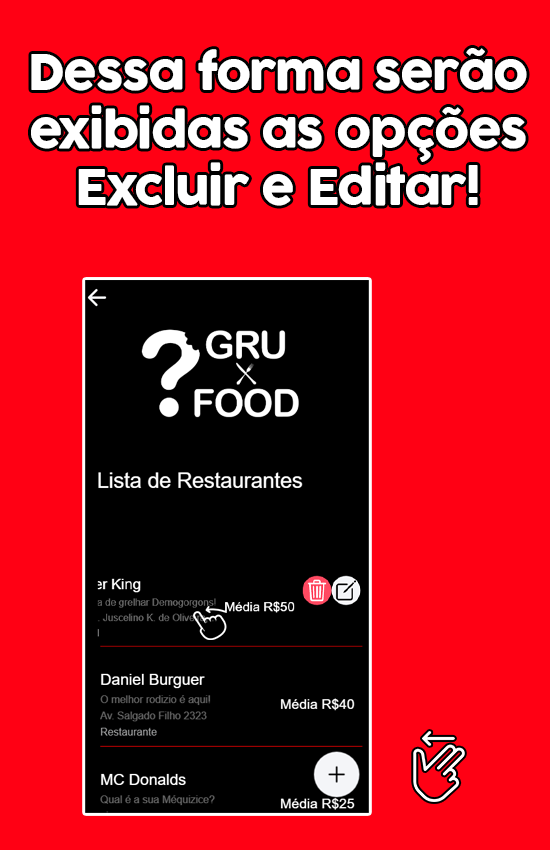 Dessa forma serão
exibidas as opções
Excluir e Editar!
GRU
FOOD
Lista de Restaurantes
er King
a de grelhar Demogorgons!
Média R$50
, Juscelino K. de Olive
Daniel Burguer
O melhor rodizio é aqui!
Média R$40
Av. Salgado Filho 2323
Restaurante
MC Donalds
Qual é a sua Méquizice?
Média R$25